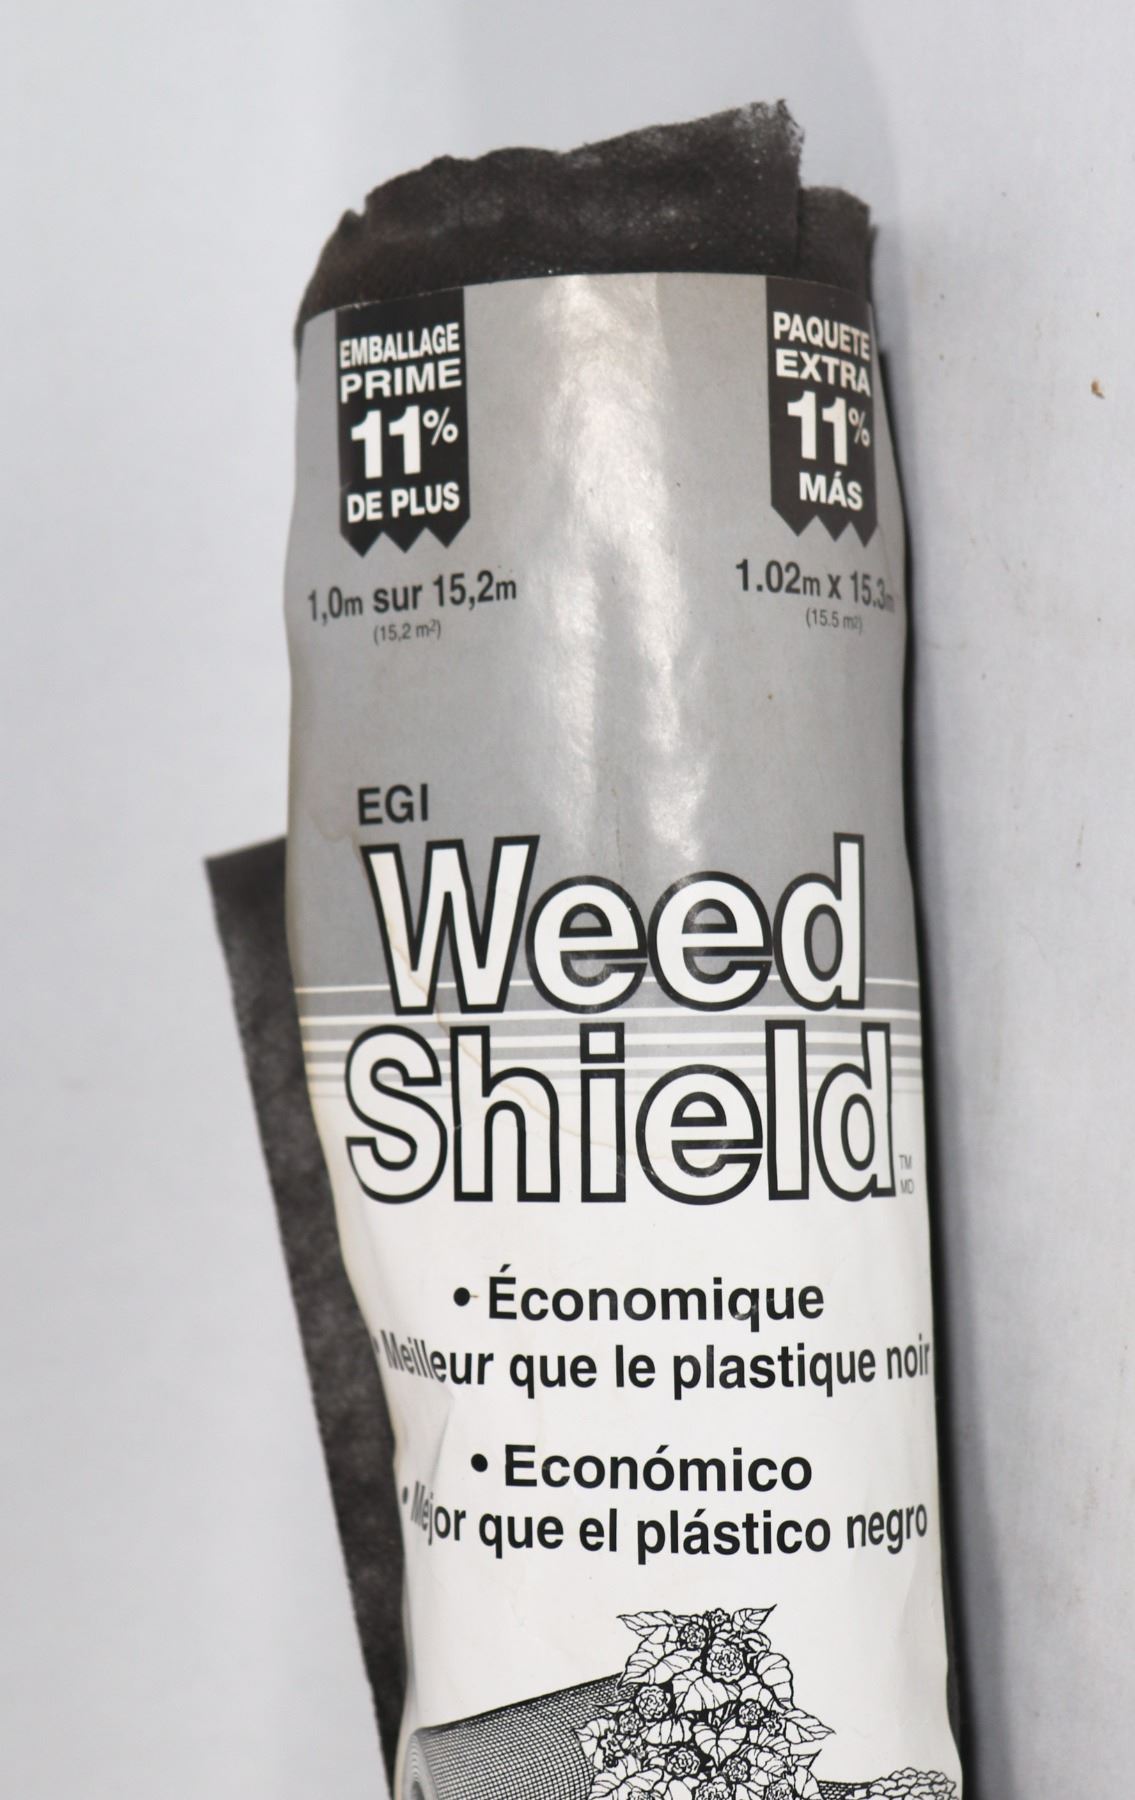 EMBALLAGE
PRIME
11%
DE PLUS
1,0m sur 15,2m
(15,2 m²)
PAQUETE
EXTRA
11%
MÁS
1.02m x 15.3m
(15.5 m²)
EGI
Weed
Shield
TM
MD
• Économique
• Meilleur que le plastique noir
• Económico
• Mejor que el plástico negro